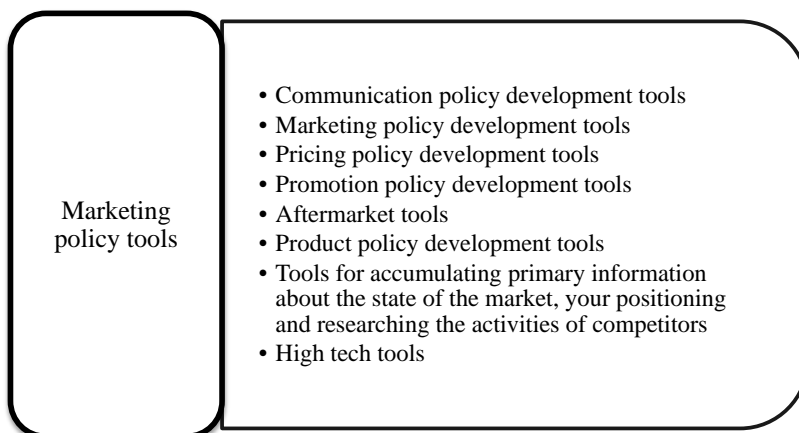 Marketing
policy tools
• Communication policy development tools
• Marketing policy development tools
• Pricing policy development tools
• Promotion policy development tools
• Aftermarket tools
• Product policy development tools
• Tools for accumulating primary information
about the state of the market, your positioning
and researching the activities of competitors
• High tech tools